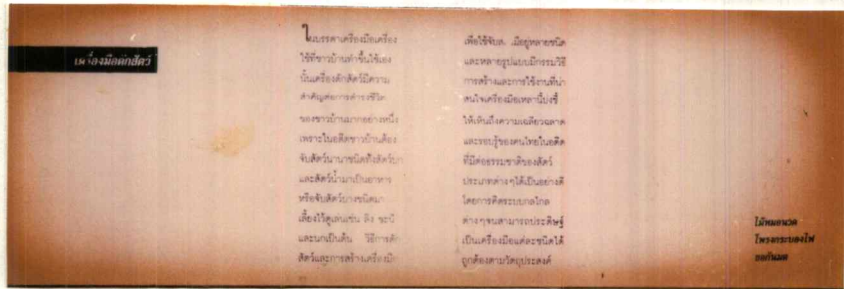 เครื่องมือดักสัตว์
ในบรรดาเครื่องมือเครื่อง
ใช้ที่ชาวบ้านทำขึ้นใช้เอง
นั้นเครื่องดักสัตว์มีความ
สำคัญต่อการดำรงชีวิต
ของชาวบ้านมากอย่างหนึ่ง
เพราะในอดีตชาวบ้านต้อง
จับสัตว์นานาชนิดทั้งสัตว์บก
และสัตว์น้ำมาเป็นอาหาร
หรือจับสัตว์บางชนิดมา
เลี้ยงไว้ดูเล่นเช่น ลิง ชะนี
และนกเป็นต้น วิธีการดัก
สัตว์และการสร้างเครื่องมือ
เพื่อใช้จับส. มีอยู่หลายชนิด
และหลายรูปแบบมีกรรมวิธี
การสร้างและการใช้งานที่น่า
สนใจเครื่องมือเหล่านี้บ่งชี้
ให้เห็นถึงความเฉลียวฉลาด
และรอบรู้ของคนไทยในอดีต
ที่มีต่อธรรมชาติของสัตว์
ประเภทต่างๆได้เป็นอย่างดี
โดยการคิดระบบกลไกล
ต่างๆจนสามารถประดิษฐ์
เป็นเครื่องมือแต่ละชนิดได้
ถูกต้องตามวัตถุประสงค์
ไม้หมอนวด
โพรงกระบองไฟ
ขอกันมด